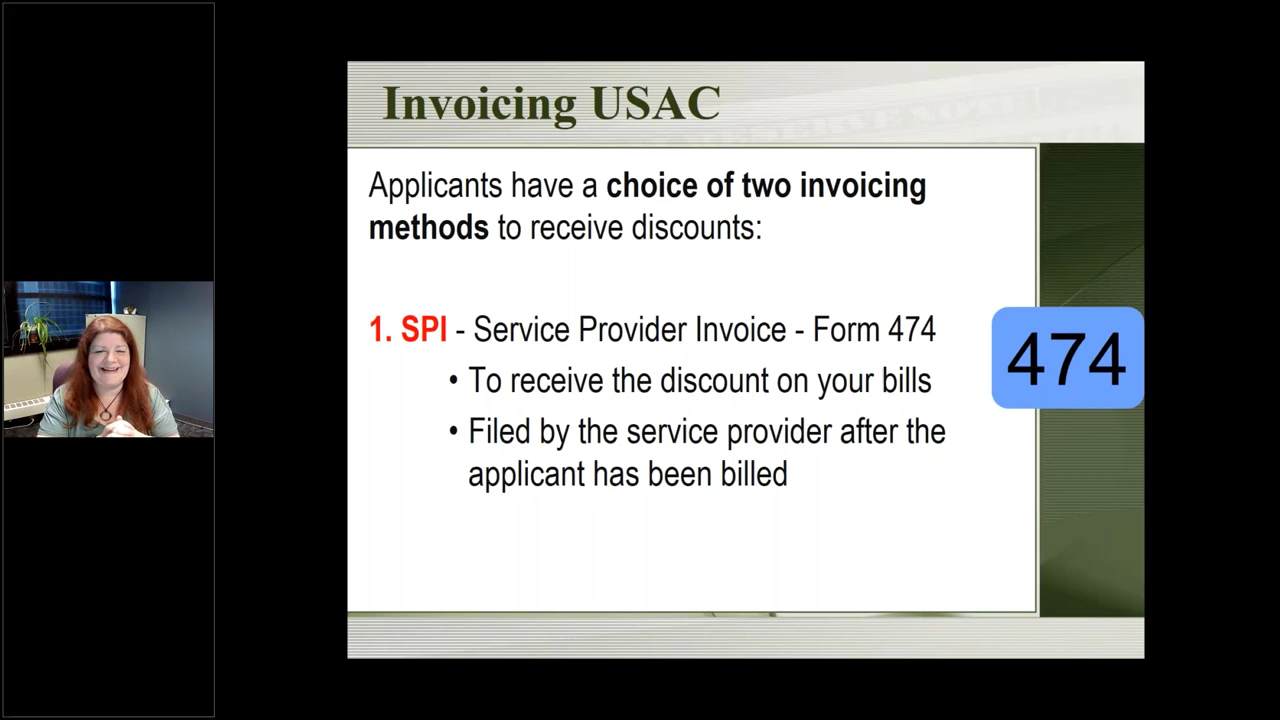 Invoicing USAC
Applicants have a choice of two invoicing
methods to receive discounts:
1. SPI - Service Provider Invoice - Form 474
• To receive the discount on your bills
• Filed by the service provider after the
applicant has been billed
474